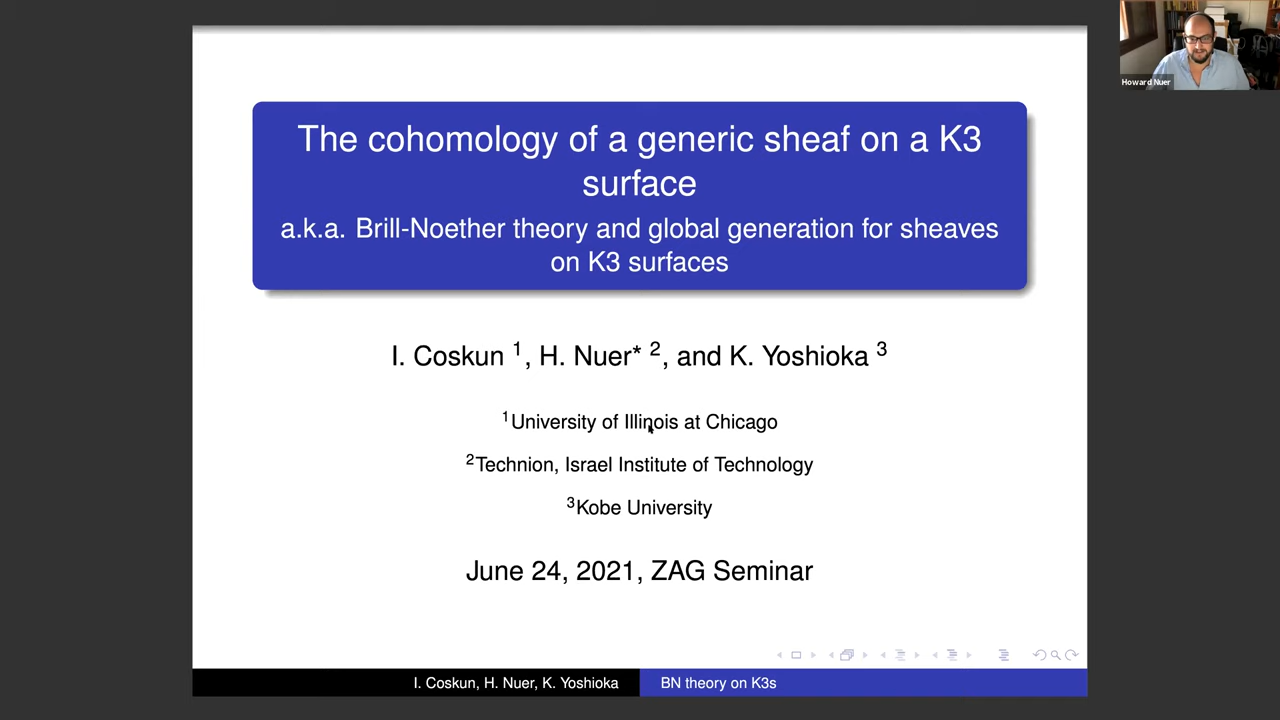 Howard Nuer
The cohomology of a generic sheaf on a K3
surface
a.k.a. Brill-Noether theory and global generation for sheaves
on K3 surfaces
I. Coskun 1, H. Nuer* 2, and K. Yoshioka 3
1University of Illinois at Chicago
2Technion, Israel Institute of Technology
3Kobe University
June 24, 2021, ZAG Seminar
I. Coskun, H. Nuer, K. Yoshioka
BN theory on K3s